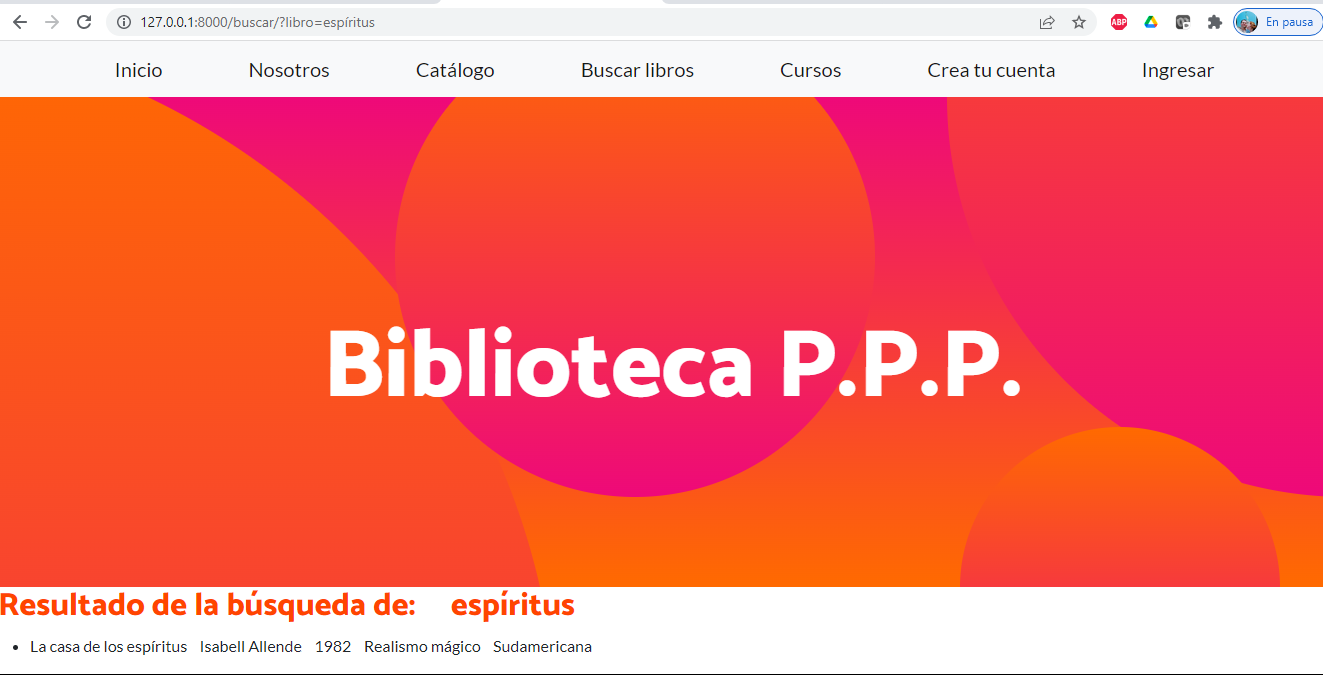 127.0.0.1:8000/buscar/?libro=espíritus
ABP
En pausa
Inicio Nosotros Catálogo Buscar libros Cursos Crea tu cuenta Ingresar
Biblioteca P.P.P.
Resultado de la búsqueda de: espíritus
La casa de los espíritus Isabell Allende 1982 Realismo mágico Sudamericana